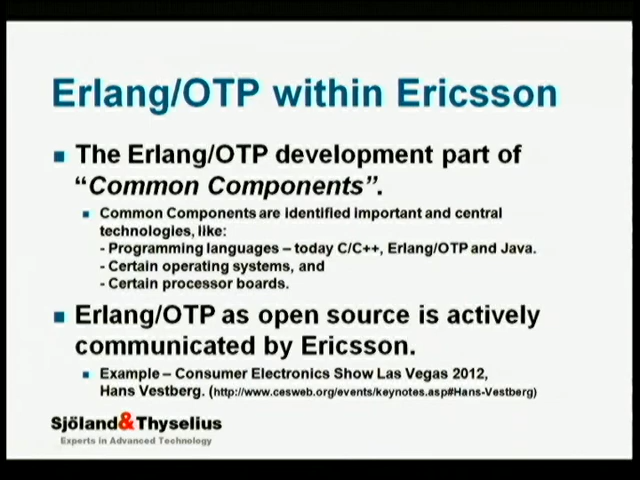 Erlang/OTP within Ericsson
The Erlang/OTP development part of
“Common Components”.
Common Components are identified important and central
technologies, like:
- Programming languages – today C/C++, Erlang/OTP and Java.
- Certain operating systems, and
- Certain processor boards.
Erlang/OTP as open source is actively
communicated by Ericsson.
Example – Consumer Electronics Show Las Vegas 2012,
Hans Vestberg. (http://www.cesweb.org/events/keynotes.asp#Hans-Vestberg)
Sjöland&Thyselius
Experts in Advanced Technology